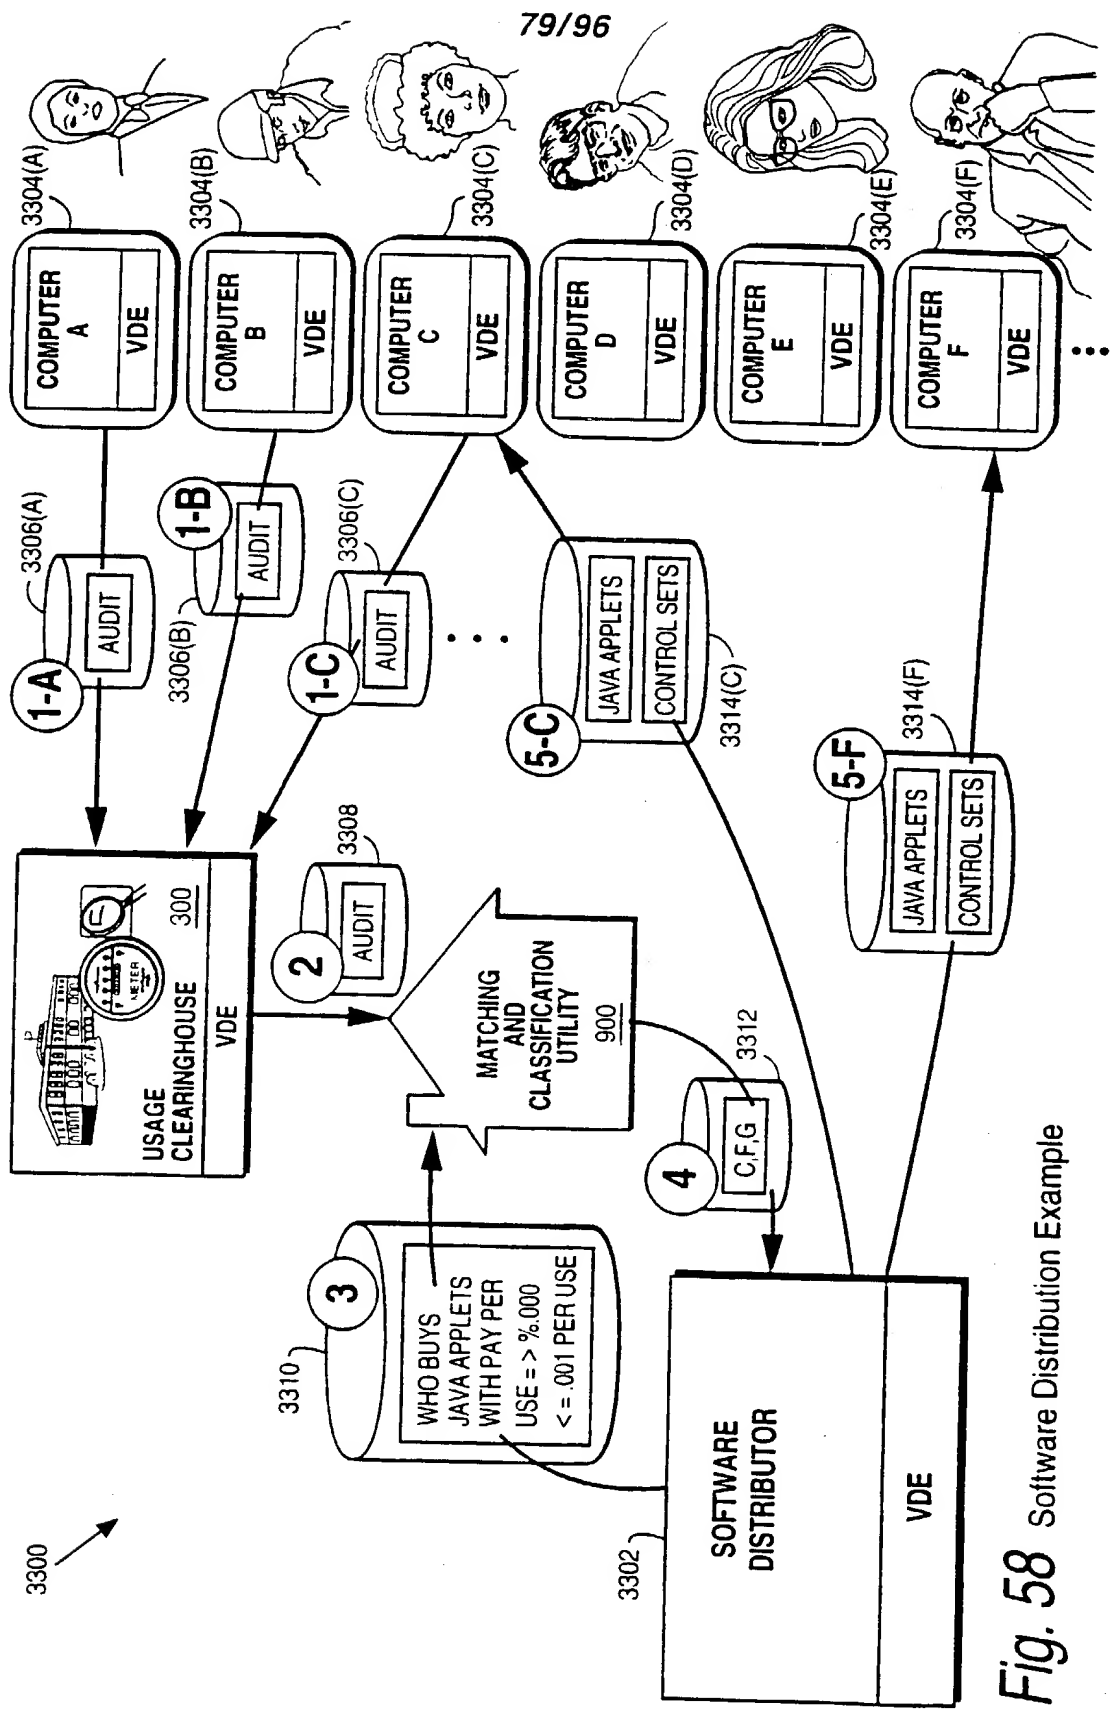 79/96
3300
3304(A)
COMPUTER
A
VDE
3304(B)
COMPUTER
B
VDE
3304(C)
COMPUTER
C
VDE
3304(D)
COMPUTER
D
VDE
3304(E)
COMPUTER
E
VDE
3304(F)
COMPUTER
F
VDE
3306(A)
1-A
AUDIT
3306(B)
1-B
AUDIT
3306(C)
1-C
AUDIT
METER
USAGE
CLEARINGHOUSE
300
VDE
2
AUDIT
3308
3310
3
WHO BUYS
JAVA APPLETS
WITH PAY PER
USE = > %.000
< = .001 PER USE
MATCHING
AND
CLASSIFICATION
UTILITY
900
4
C,F,G
3312
5-C
JAVA APPLETS
CONTROL SETS
3314(C)
5-F
JAVA APPLETS
CONTROL SETS
3314(F)
3302
SOFTWARE
DISTRIBUTOR
VDE
Fig. 58 Software Distribution Example